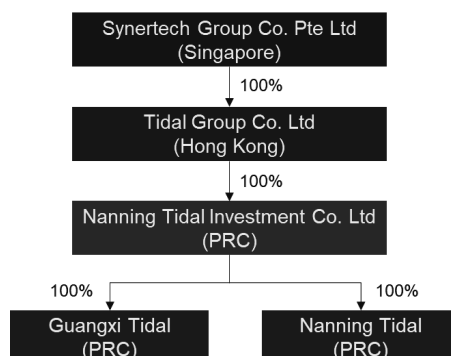 Synertech Group Co. Pte Ltd
(Singapore)
100%
Tidal Group Co. Ltd
(Hong Kong)
100%
Nanning Tidal Investment Co. Ltd
(PRC)
100%
100%
Guangxi Tidal
(PRC)
Nanning Tidal
(PRC)